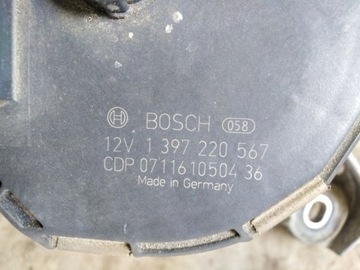 BOSCH 058
12V 1 397 220 567
CDP 0711610504 36
Made in Germany